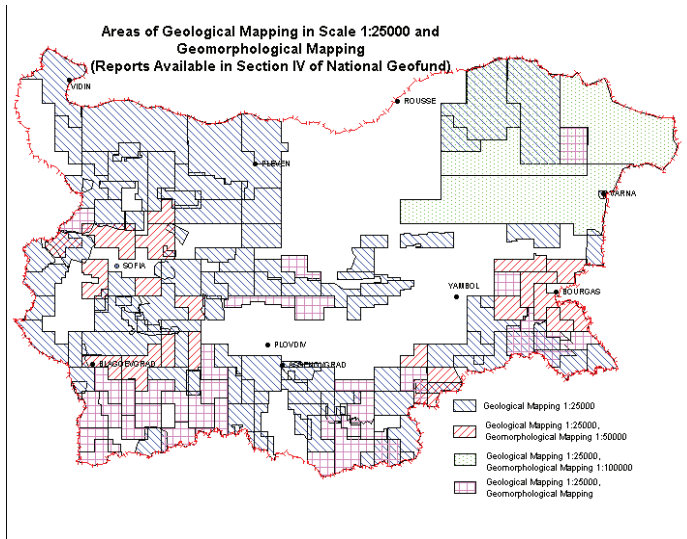 Areas of Geological Mapping in Scale 1:25000 and
Geomorphological Mapping
(Reports Available in Section IV of National Geofund)
VIDIN
ROUSSE
PLEVEN
VARNA
SOFIA
YAMBOL
BOURGAS
PLOVDIV
BLAGOEVGRAD
ASSENOVGRAD
Geological Mapping 1:25000
Geological Mapping 1:25000,
Geomorphological Mapping 1:50000
Geological Mapping 1:25000,
Geomorphological Mapping 1:100000
Geological Mapping 1:25000,
Geomorphological Mapping